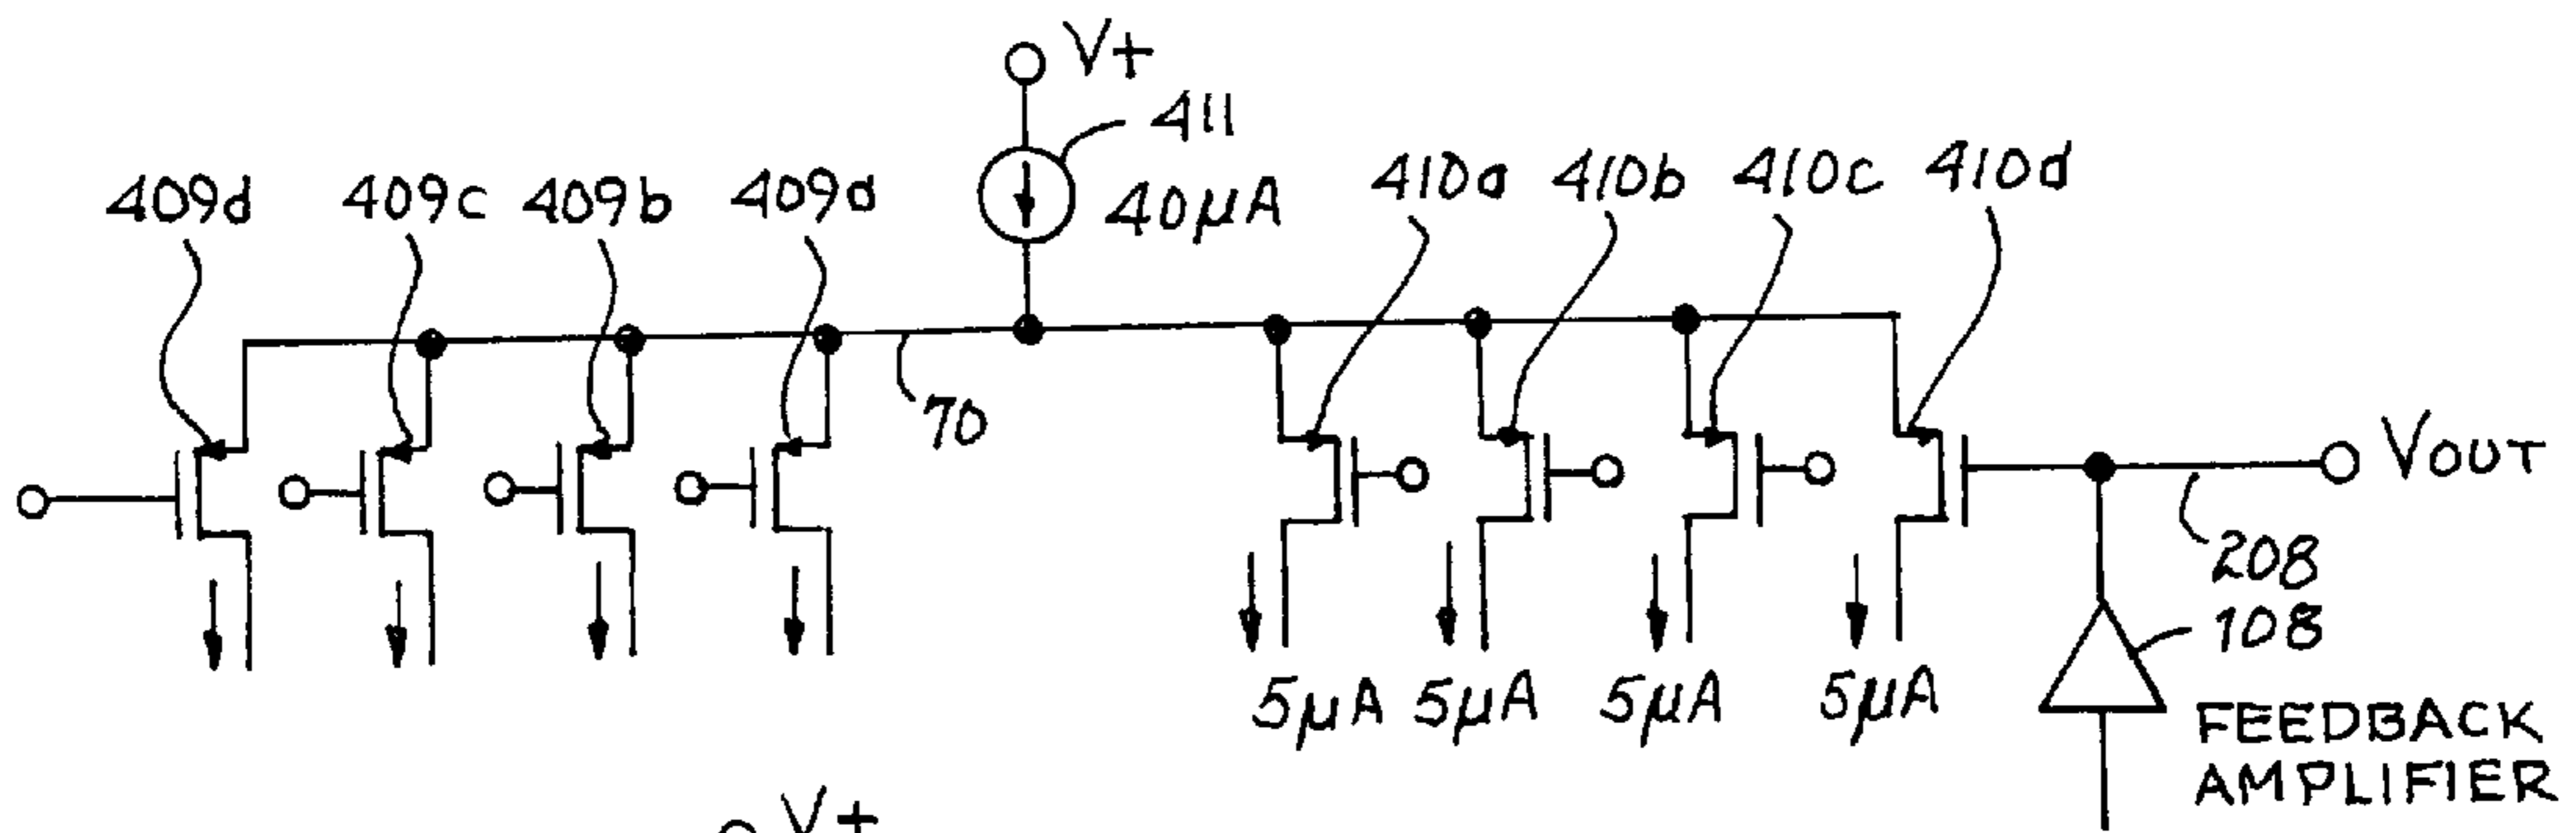 V+
411
40μA
409d
409c
409b
409a
410a
410b
410c
410d
70
VOUT
208
108
5μA
5μA
5μA
5μA
FEEDBACK
AMPLIFIER
V+